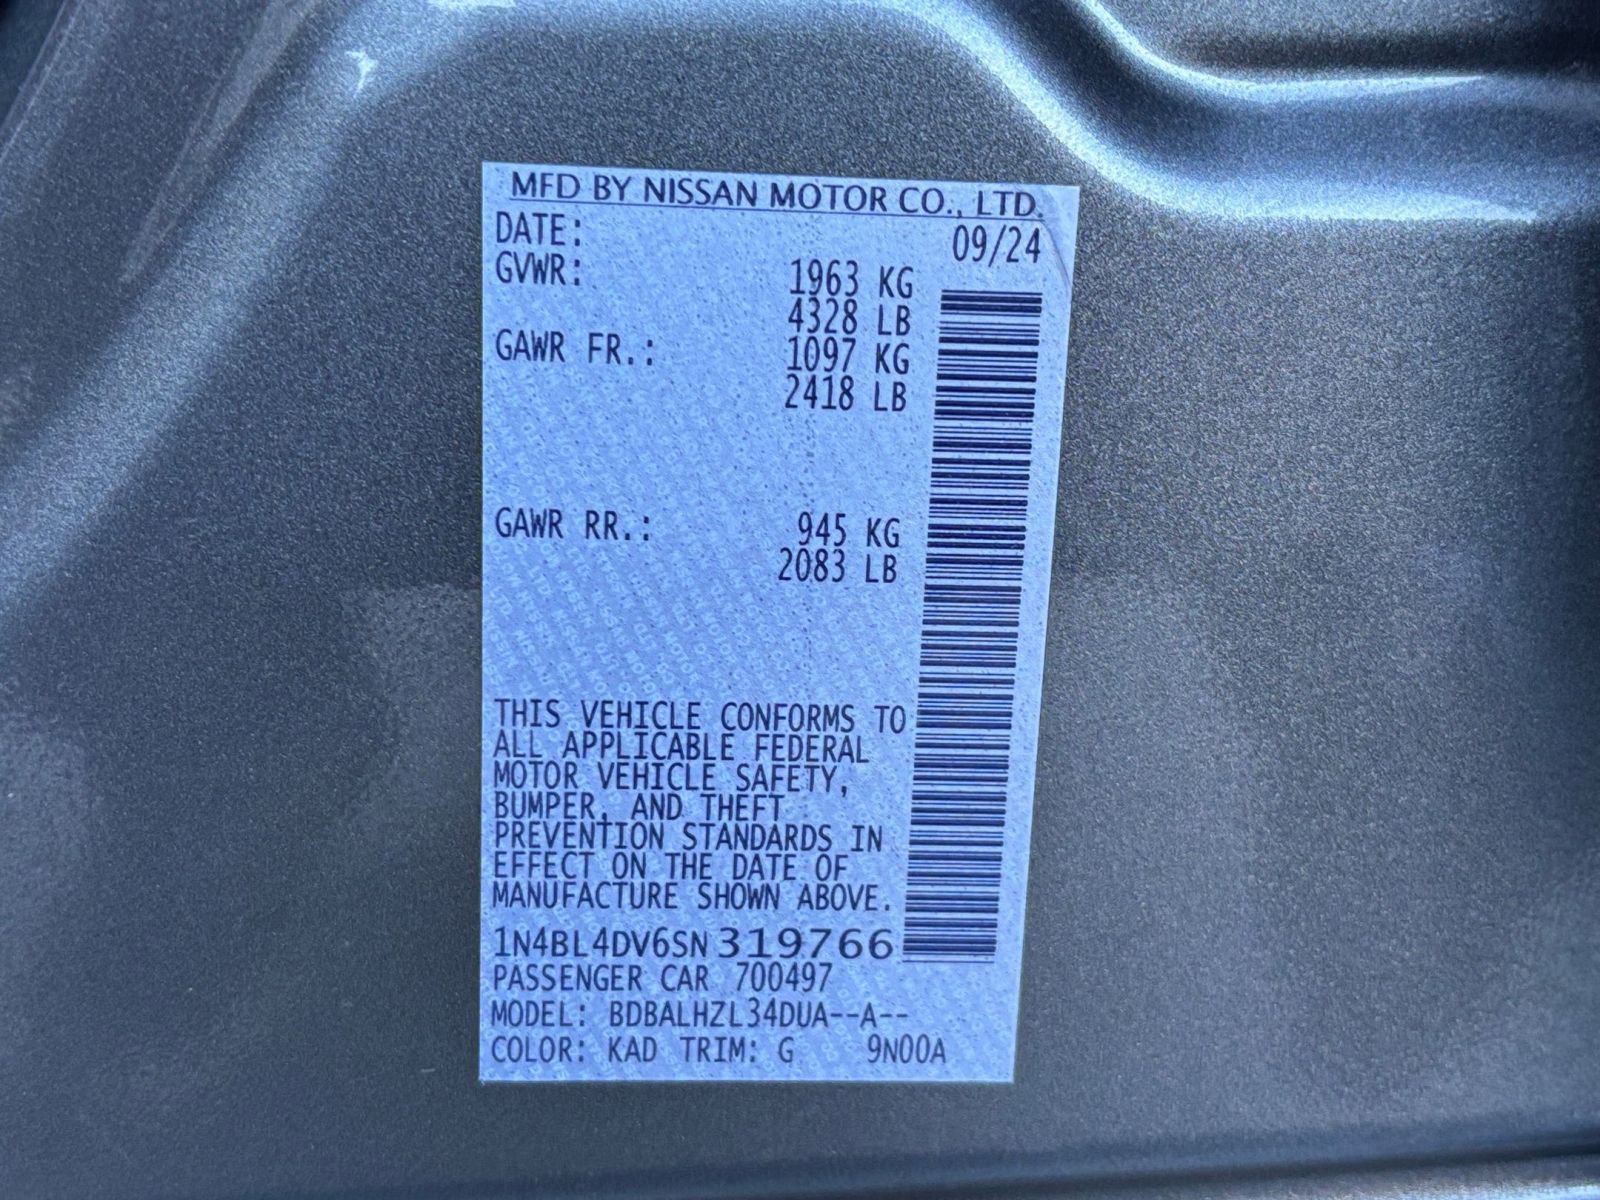 MFD BY NISSAN MOTOR CO., LTD.
DATE: 09/24
GVWR: 1963 KG
4328 LB
GAWR FR.: 1097 KG
2418 LB
GAWR RR.: 945 KG
2083 LB
THIS VEHICLE CONFORMS TO
ALL APPLICABLE FEDERAL
MOTOR VEHICLE SAFETY,
BUMPER, AND THEFT
PREVENTION STANDARDS IN
EFFECT ON THE DATE OF
MANUFACTURE SHOWN ABOVE.
1N4BL4DV6SN319766
PASSENGER CAR 700497
MODEL: BDBALHZL34DUA--A--
COLOR: KAD TRIM: G 9N00A